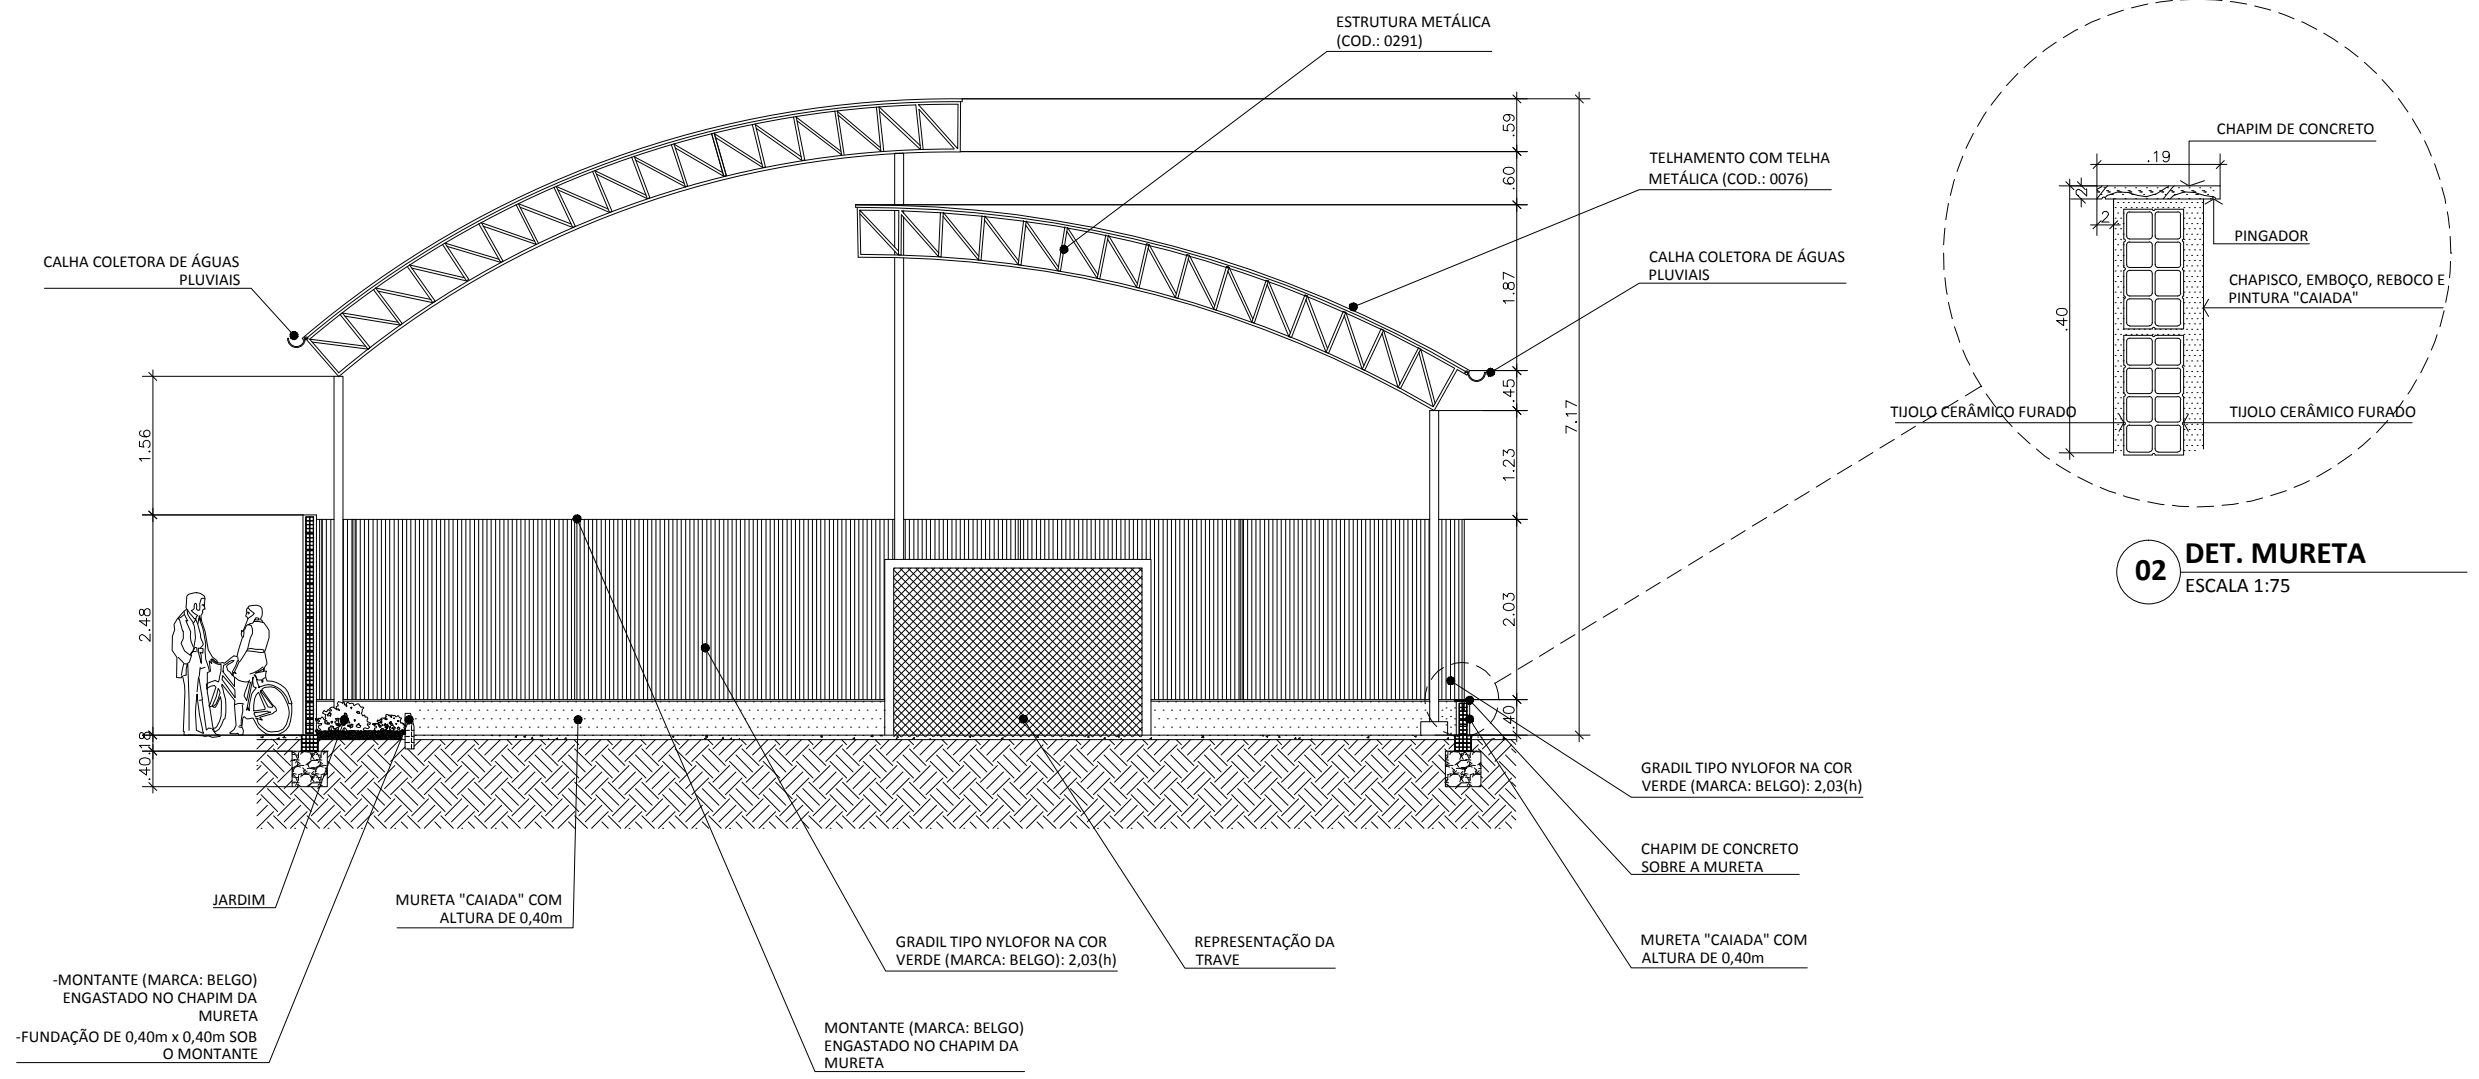 ESTRUTURA METÁLICA
(COD.: 0291)
TELHAMENTO COM TELHA
METÁLICA (COD.: 0076)
CALHA COLETORA DE ÁGUAS
PLUVIAIS
CALHA COLETORA DE ÁGUAS
PLUVIAIS
.59
.60
1.87
.45
1.23
2.03
.40
7.17
1.56
2.48
.18
.40
CHAPIM DE CONCRETO
.19
2
2
.40
PINGADOR
CHAPISCO, EMBOÇO, REBOCO E
PINTURA "CAIADA"
TIJOLO CERÂMICO FURADO
TIJOLO CERÂMICO FURADO
02
DET. MURETA
ESCALA 1:75
GRADIL TIPO NYLOFOR NA COR
VERDE (MARCA: BELGO): 2,03(h)
CHAPIM DE CONCRETO
SOBRE A MURETA
MURETA "CAIADA" COM
ALTURA DE 0,40m
JARDIM
MURETA "CAIADA" COM
ALTURA DE 0,40m
GRADIL TIPO NYLOFOR NA COR
VERDE (MARCA: BELGO): 2,03(h)
REPRESENTAÇÃO DA
TRAVE
-MONTANTE (MARCA: BELGO)
ENGASTADO NO CHAPIM DA
MURETA
-FUNDAÇÃO DE 0,40m x 0,40m SOB
O MONTANTE
MONTANTE (MARCA: BELGO)
ENGASTADO NO CHAPIM DA
MURETA